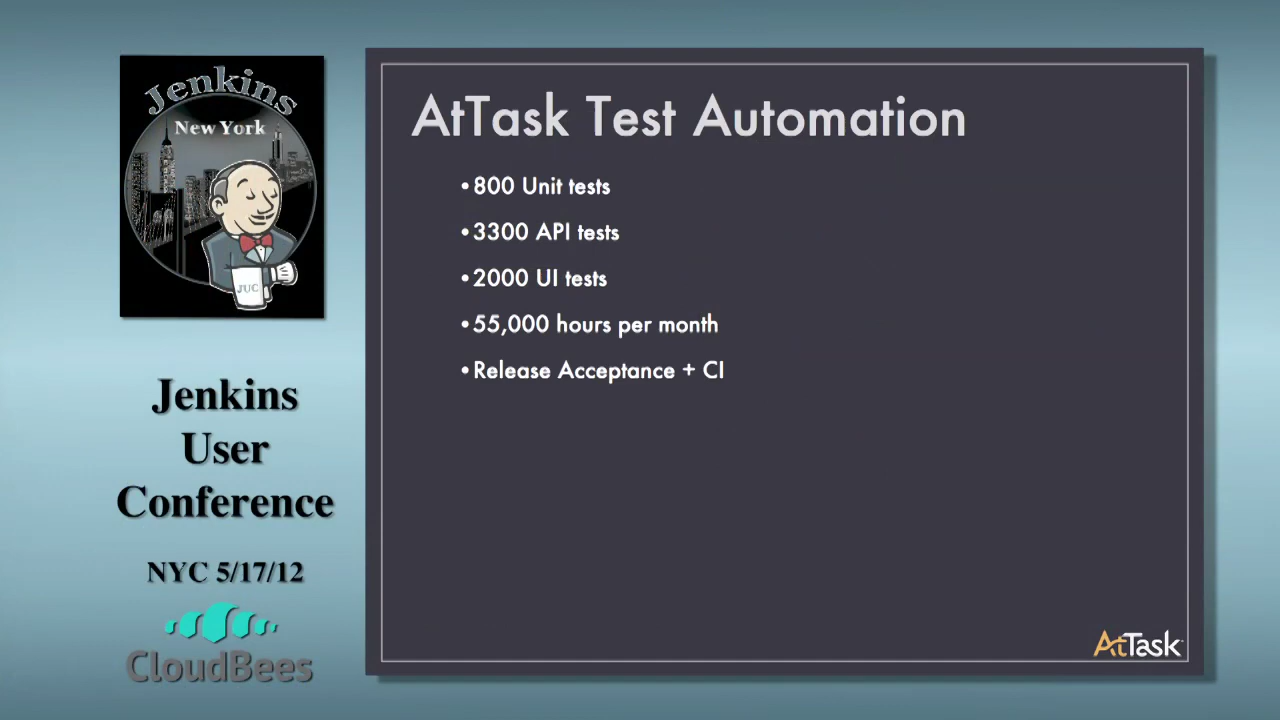 Jenkins
New York
JUC
Jenkins
User
Conference
NYC 5/17/12
CloudBees
AtTask Test Automation
•800 Unit tests
•3300 API tests
•2000 UI tests
•55,000 hours per month
•Release Acceptance + CI
AtTask